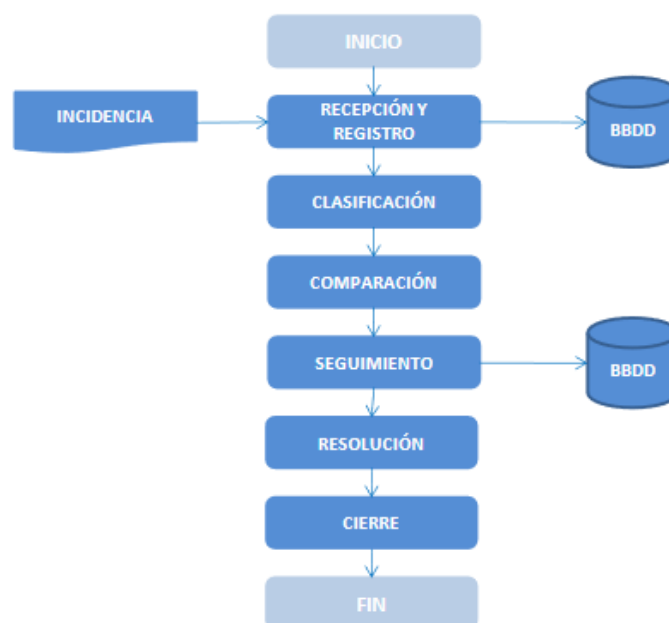 INICIO
INCIDENCIA
RECEPCIÓN Y
REGISTRO
BBDD
CLASIFICACIÓN
COMPARACIÓN
SEGUIMIENTO
BBDD
RESOLUCIÓN
CIERRE
FIN